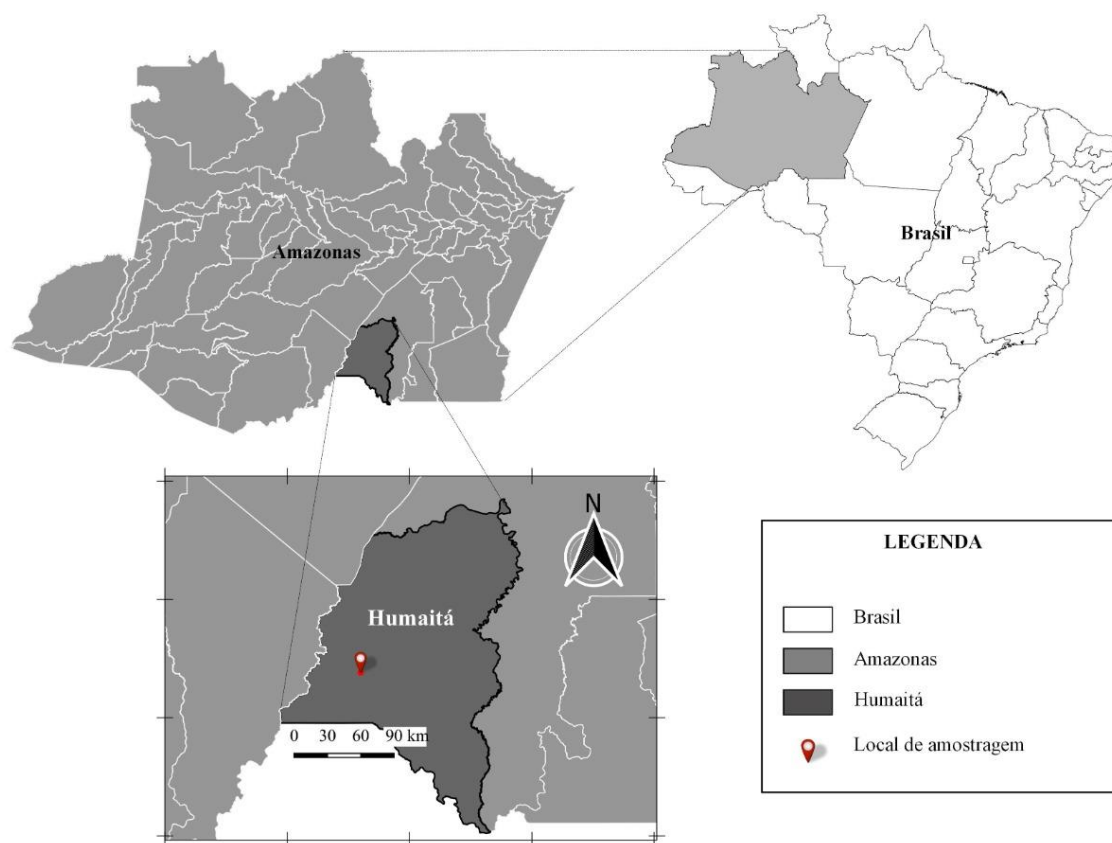 Amazonas
Brasil
N
Humaitá
0 30 60 90 km
LEGENDA
Brasil
Amazonas
Humaitá
Local de amostragem